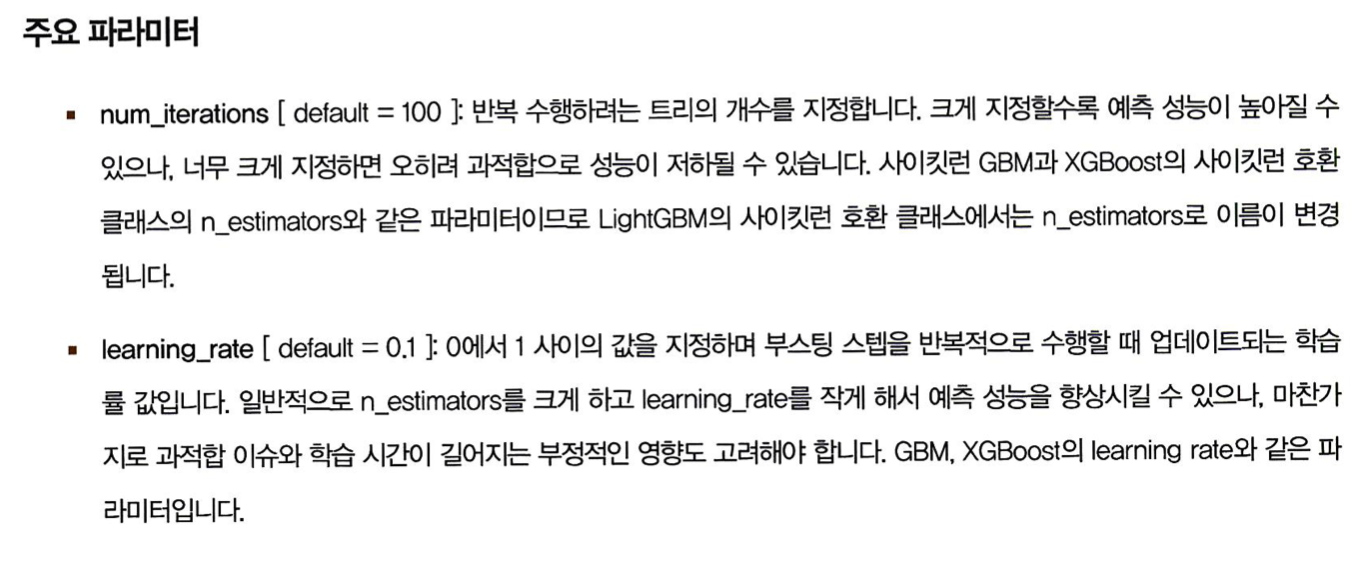 주요 파라미터
▪ num_iterations [ default = 100 ]: 반복 수행하려는 트리의 개수를 지정합니다. 크게 지정할수록 예측 성능이 높아질 수
있으나, 너무 크게 지정하면 오히려 과적합으로 성능이 저하될 수 있습니다. 사이킷런 GBM과 XGBoost의 사이킷런 호환
클래스의 n_estimators와 같은 파라미터이므로 LightGBM의 사이킷런 호환 클래스에서는 n_estimators로 이름이 변경
됩니다.
▪ learning_rate [ default = 0.1 ]: 0에서 1 사이의 값을 지정하며 부스팅 스텝을 반복적으로 수행할 때 업데이트되는 학습
률 값입니다. 일반적으로 n_estimators를 크게 하고 learning_rate를 작게 해서 예측 성능을 향상시킬 수 있으나, 마찬가
지로 과적합 이슈와 학습 시간이 길어지는 부정적인 영향도 고려해야 합니다. GBM, XGBoost의 learning rate와 같은 파
라미터입니다.